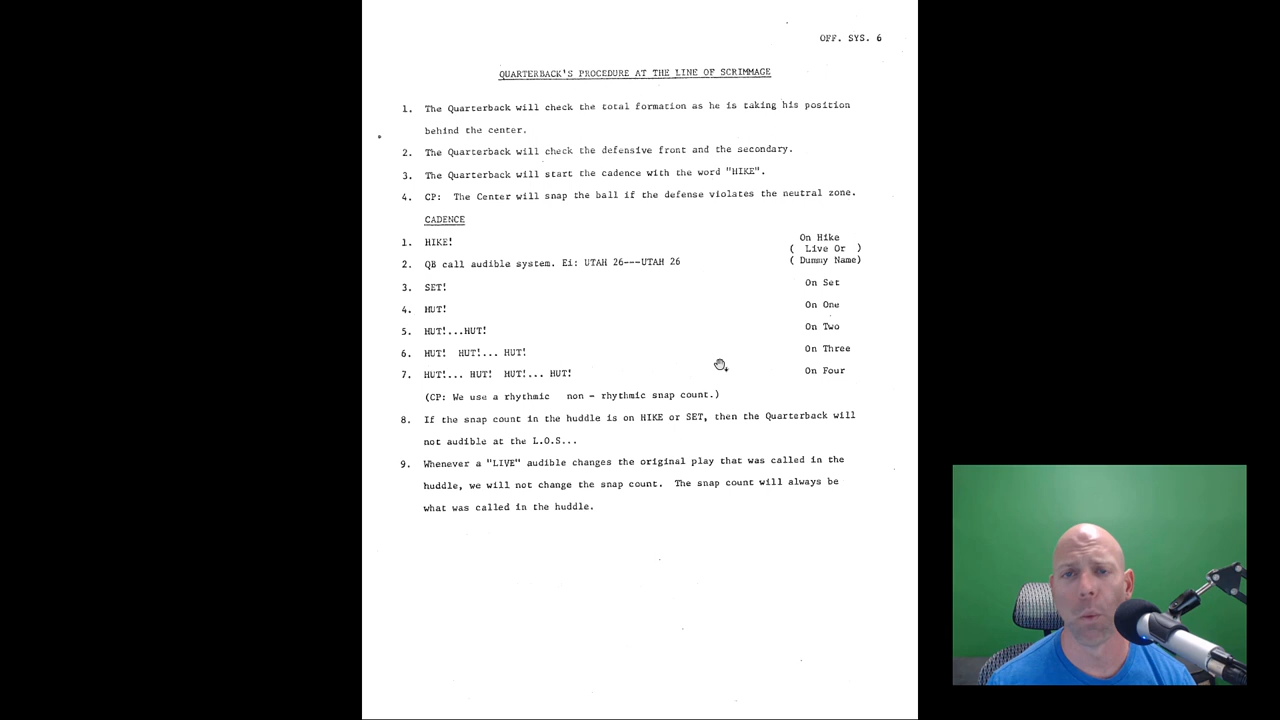 OFF. SYS. 6
QUARTERBACK'S PROCEDURE AT THE LINE OF SCRIMMAGE
1. The Quarterback will check the total formation as he is taking his position
behind the center.
2. The Quarterback will check the defensive front and the secondary.
3. The Quarterback will start the cadence with the word "HIKE".
4. CP: The Center will snap the ball if the defense violates the neutral zone.
CADENCE
1. HIKE! On Hike
( Live Or )
2. QB call audible system. Ei: UTAH 26---UTAH 26 ( Dummy Name)
3. SET! On Set
4. HUT! On One
5. HUT!...HUT! On Two
6. HUT! HUT!... HUT! On Three
7. HUT!... HUT! HUT!... HUT! On Four
(CP: We use a rhythmic non - rhythmic snap count.)
8. If the snap count in the huddle is on HIKE or SET, then the Quarterback will
not audible at the L.O.S...
9. Whenever a "LIVE" audible changes the original play that was called in the
huddle, we will not change the snap count. The snap count will always be
what was called in the huddle.